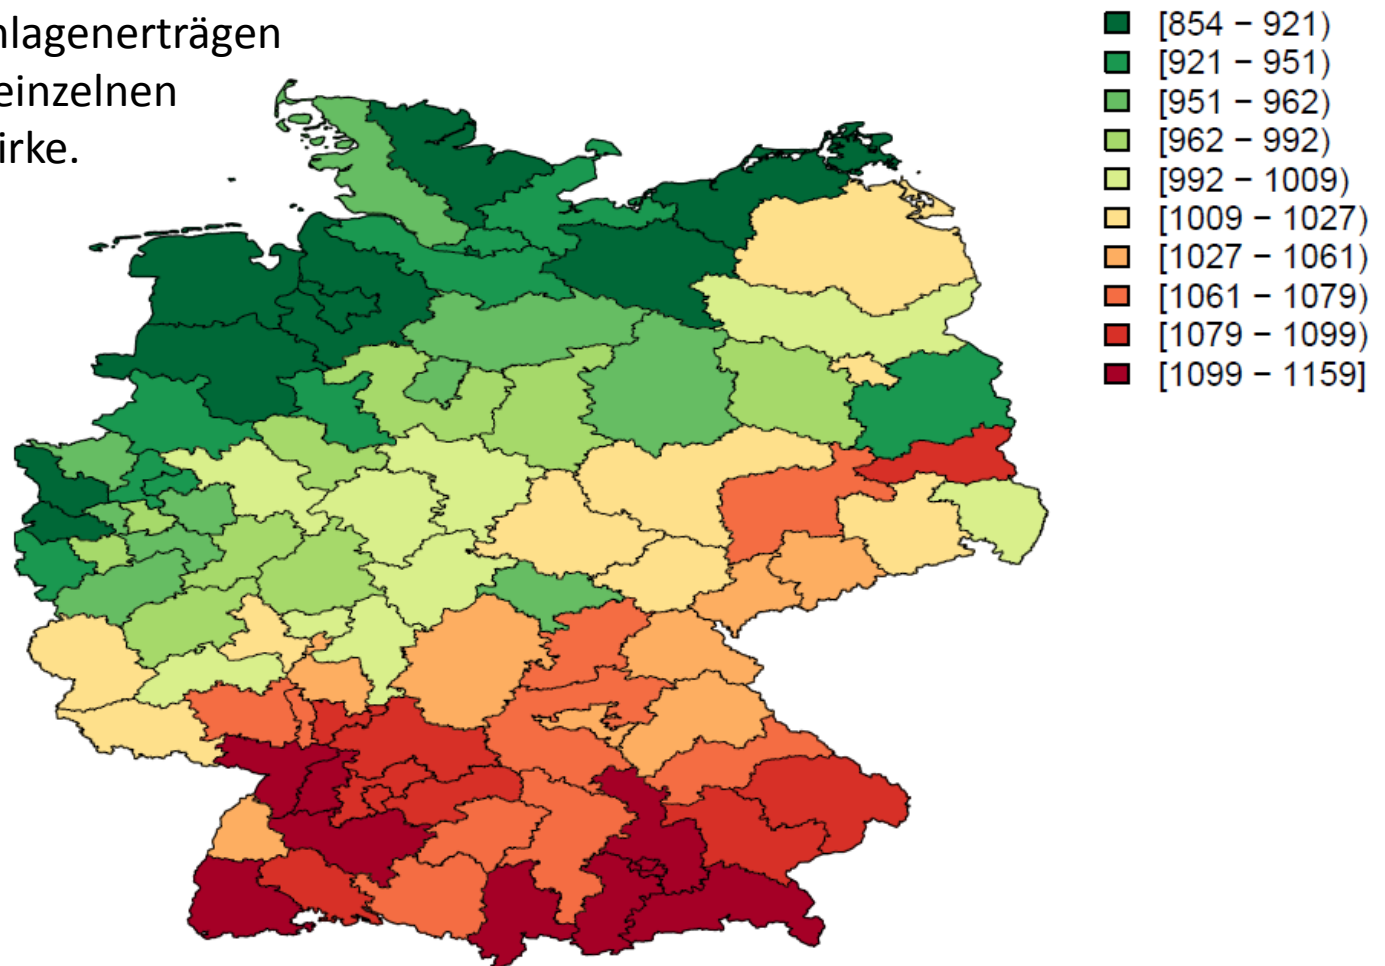 nlagenerträgen
einzelnen
irke.
[854 − 921)
[921 − 951)
[951 − 962)
[962 − 992)
[992 − 1009)
[1009 − 1027)
[1027 − 1061)
[1061 − 1079)
[1079 − 1099)
[1099 − 1159]